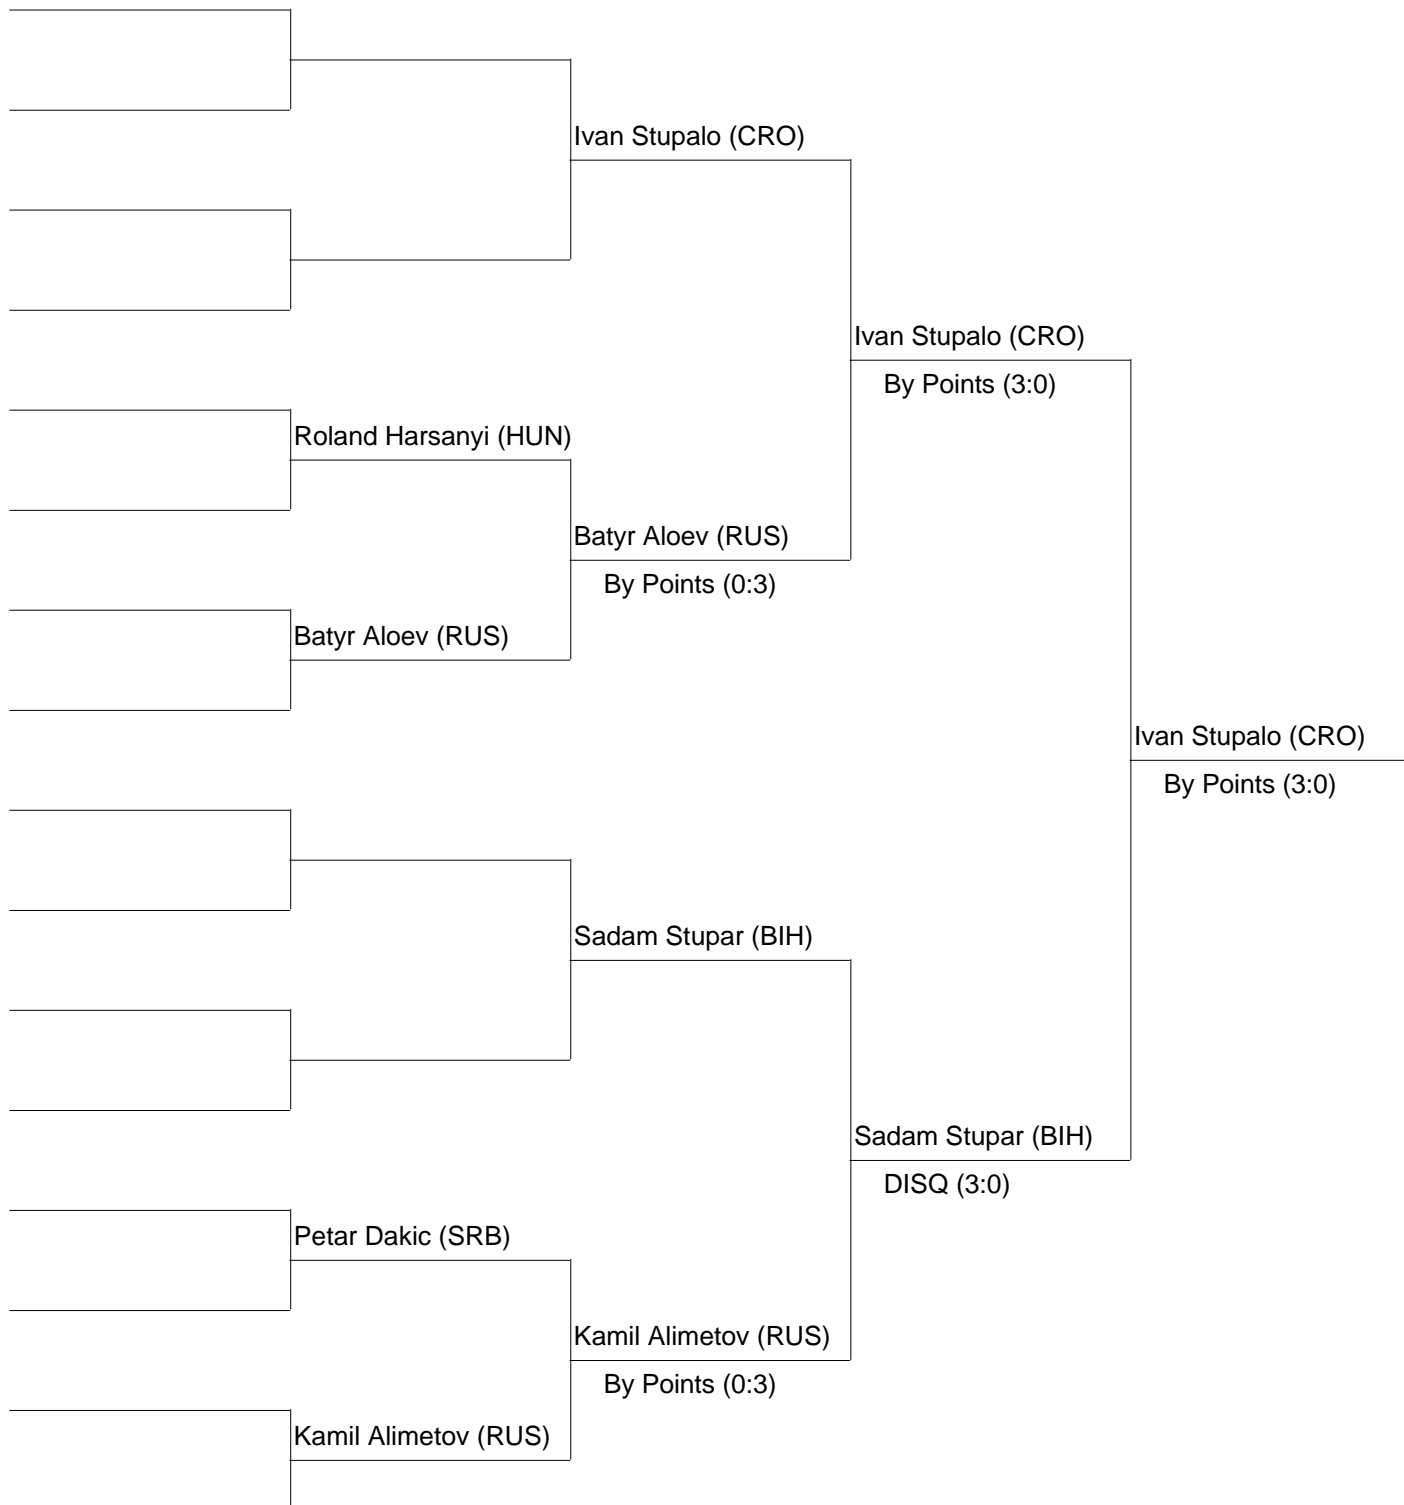 Ivan Stupalo (CRO)
Ivan Stupalo (CRO)
By Points (3:0)
Roland Harsanyi (HUN)
Batyr Aloev (RUS)
By Points (0:3)
Batyr Aloev (RUS)
Ivan Stupalo (CRO)
By Points (3:0)
Sadam Stupar (BIH)
Sadam Stupar (BIH)
DISQ (3:0)
Petar Dakic (SRB)
Kamil Alimetov (RUS)
By Points (0:3)
Kamil Alimetov (RUS)